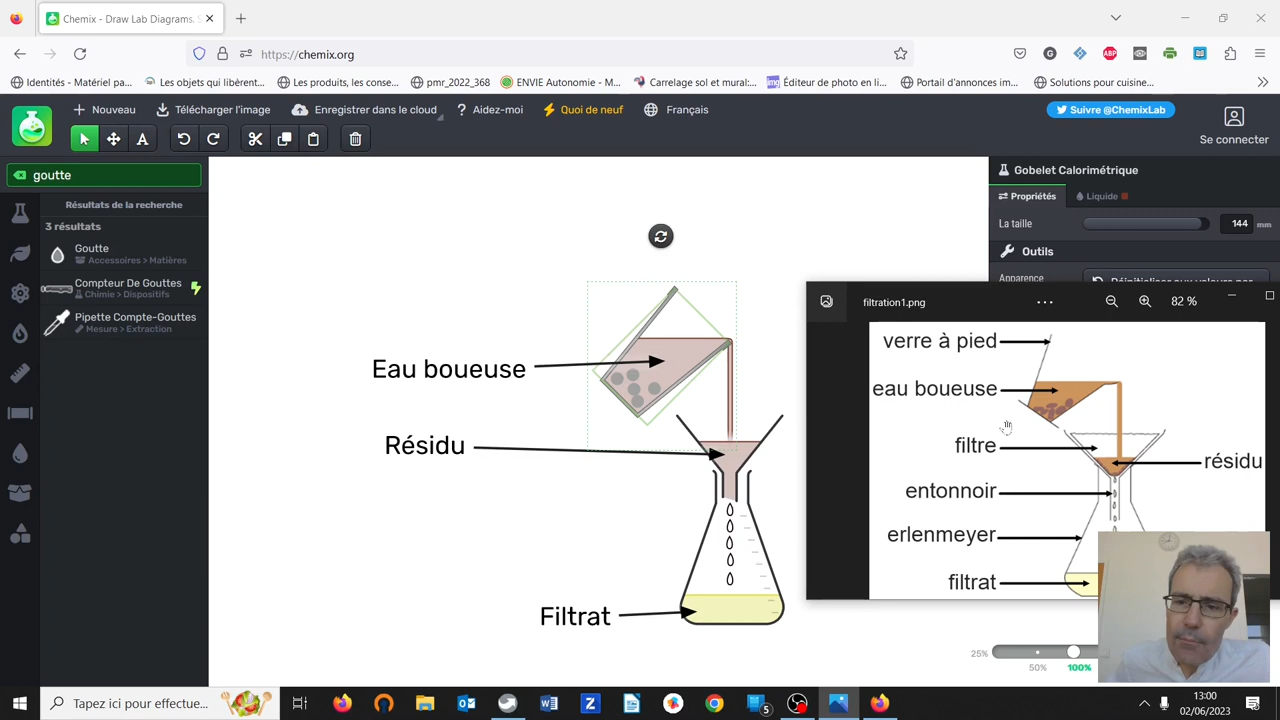 Chemix - Draw Lab Diagrams. S
https://chemix.org
Identités - Matériel pa...
Les objets qui libèrent...
Les produits, les conse...
pmr_2022_368
ENVIE Autonomie - M...
Carrelage sol et mural:...
Éditeur de photo en li...
Portail d'annonces im...
Solutions pour cuisine...
Nouveau
Télécharger l'image
Enregistrer dans le cloud
Aidez-moi
Quoi de neuf
Français
Suivre @ChemixLab
Se connecter
goutte
Résultats de la recherche
3 résultats
Goutte
Accessoires > Matières
Compteur De Gouttes
Chimie > Dispositifs
Pipette Compte-Gouttes
Mesure > Extraction
Gobelet Calorimétrique
Propriétés
Liquide
La taille
144 mm
Outils
Apparence
Eau boueuse
Résidu
Filtrat
filtration1.png
82 %
verre à pied
eau boueuse
filtre
résidu
entonnoir
erlenmeyer
filtrat
25%
50%
100%
Tapez ici pour effectue...
5
13:00
02/06/2023